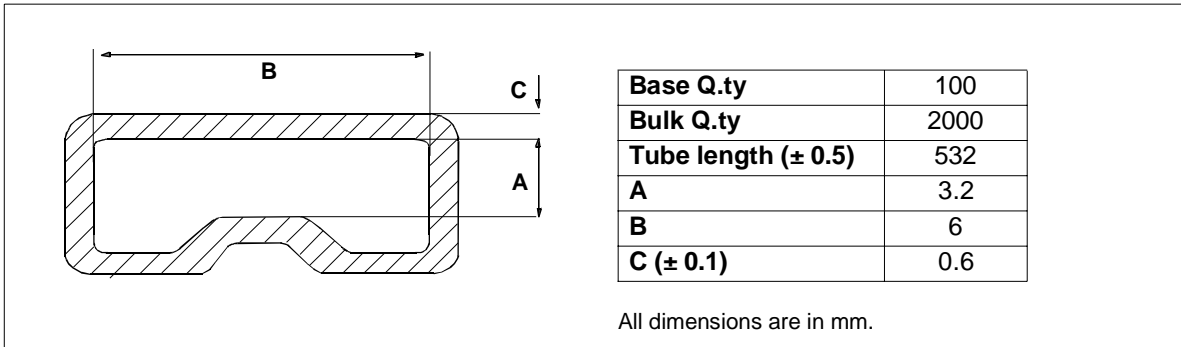 B
C
A
Base Q.ty 100
Bulk Q.ty 2000
Tube length (± 0.5) 532
A 3.2
B 6
C (± 0.1) 0.6
All dimensions are in mm.